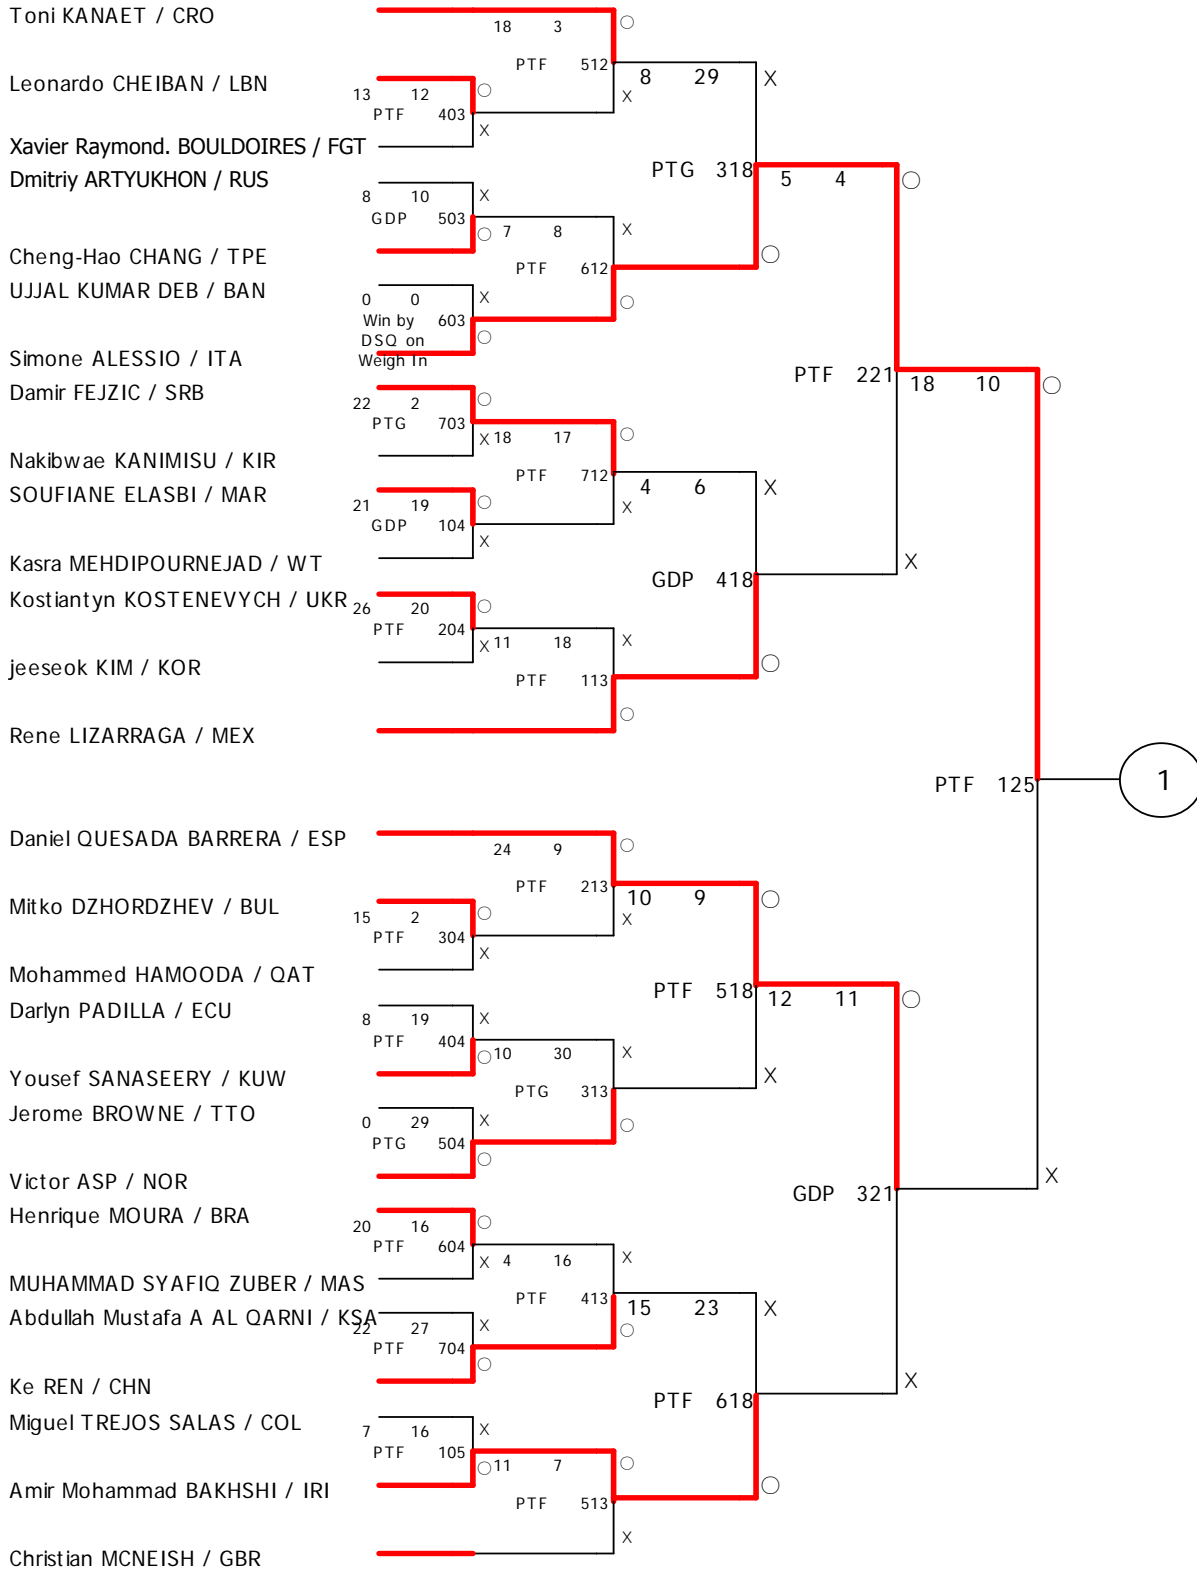 Toni KANAET / CRO
18 3 ○
PTF 512
8 29 X
Leonardo CHEIBAN / LBN
13 12 ○ X
PTF 403
X
Xavier Raymond. BOULDOIRES / FGT
Dmitriy ARTYUKHON / RUS
PTG 318
5 4 ○
8 10 X
GDP 503
○ 7 8 X
Cheng-Hao CHANG / TPE
PTF 612
○
UJJAL KUMAR DEB / BAN
0 0 X ○
Win by 603
DSQ on ○
Weigh In
Simone ALESSIO / ITA
PTF 221
18 10 ○
Damir FEJZIC / SRB
22 2 ○
PTG 703
X 18 17 ○
Nakibwae KANIMISU / KIR
PTF 712
SOUFIANE ELASBI / MAR
4 6 X
21 19 ○ X
GDP 104
X
Kasra MEHDIPOURNEJAD / WT
X
GDP 418
Kostiantyn KOSTENEVYCH / UKR
26 20 ○
PTF 204
X 11 18 X
jeeseok KIM / KOR
○
PTF 113
○
Rene LIZARRAGA / MEX
PTF 125
1
Daniel QUESADA BARRERA / ESP
24 9 ○
PTF 213
10 9 ○
Mitko DZHORDZHEV / BUL
15 2 ○ X
PTF 304
X
Mohammed HAMOODA / QAT
PTF 518
12 11 ○
Darlyn PADILLA / ECU
8 19 X
PTF 404
○ 10 30 X
Yousef SANASEERY / KUW
X
PTG 313
Jerome BROWNE / TTO
0 29 X ○
PTG 504
○
Victor ASP / NOR
X
GDP 321
Henrique MOURA / BRA
20 16 ○
PTF 604
X 4 16 X
MUHAMMAD SYAFIQ ZUBER / MAS
PTF 413
Abdullah Mustafa A AL QARNI / KSA
15 23 X
22 27 X ○
PTF 704
○
Ke REN / CHN
X
PTF 618
Miguel TREJOS SALAS / COL
7 16 X
PTF 105
○ 11 7 ○
Amir Mohammad BAKHSHI / IRI
○
PTF 513
X
Christian MCNEISH / GBR